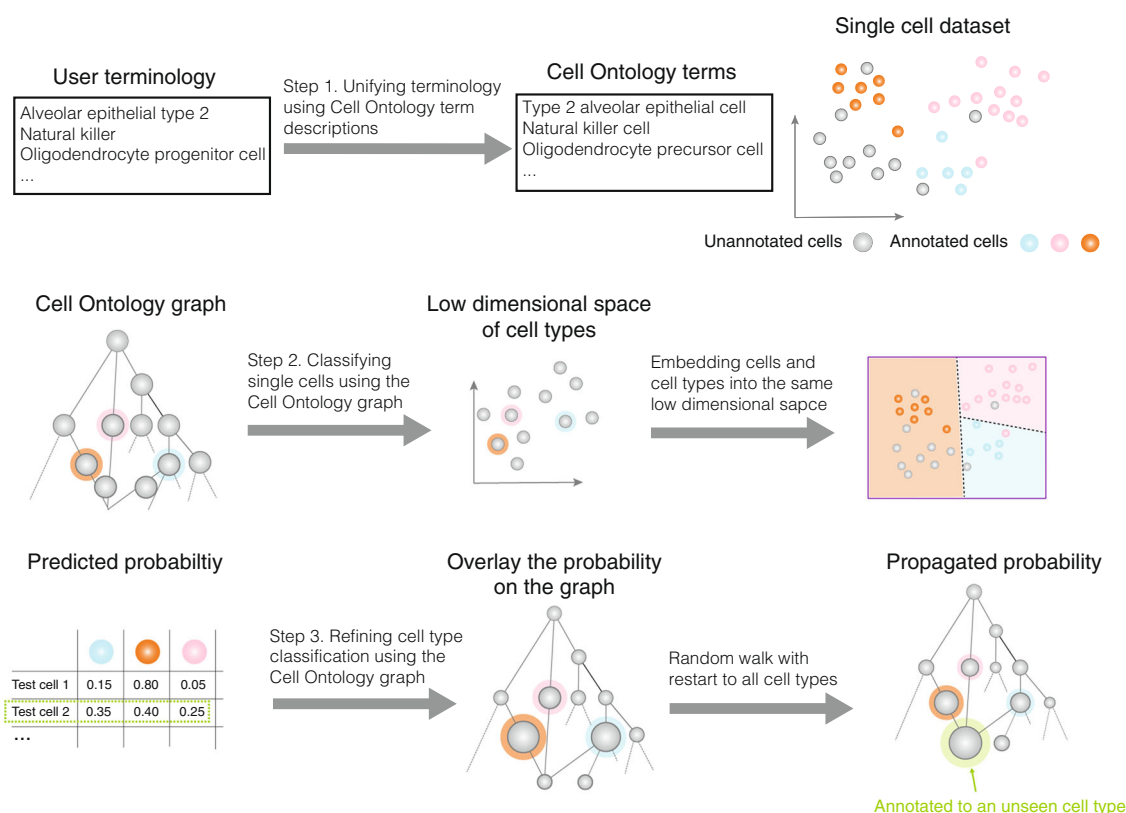 Single cell dataset
User terminology
Step 1. Unifying terminology
using Cell Ontology term
descriptions
Cell Ontology terms
Alveolar epithelial type 2
Natural killer
Oligodendrocyte progenitor cell
...
Type 2 alveolar epithelial cell
Natural killer cell
Oligodendrocyte precursor cell
...
Unannotated cells
Annotated cells
Cell Ontology graph
Step 2. Classifying
single cells using the
Cell Ontology graph
Low dimensional space
of cell types
Embedding cells and
cell types into the same
low dimensional sapce
Predicted probabiltiy
Test cell 1 0.15 0.80 0.05
Test cell 2 0.35 0.40 0.25
...
Step 3. Refining cell type
classification using the
Cell Ontology graph
Overlay the probability
on the graph
Random walk with
restart to all cell types
Propagated probability
Annotated to an unseen cell type